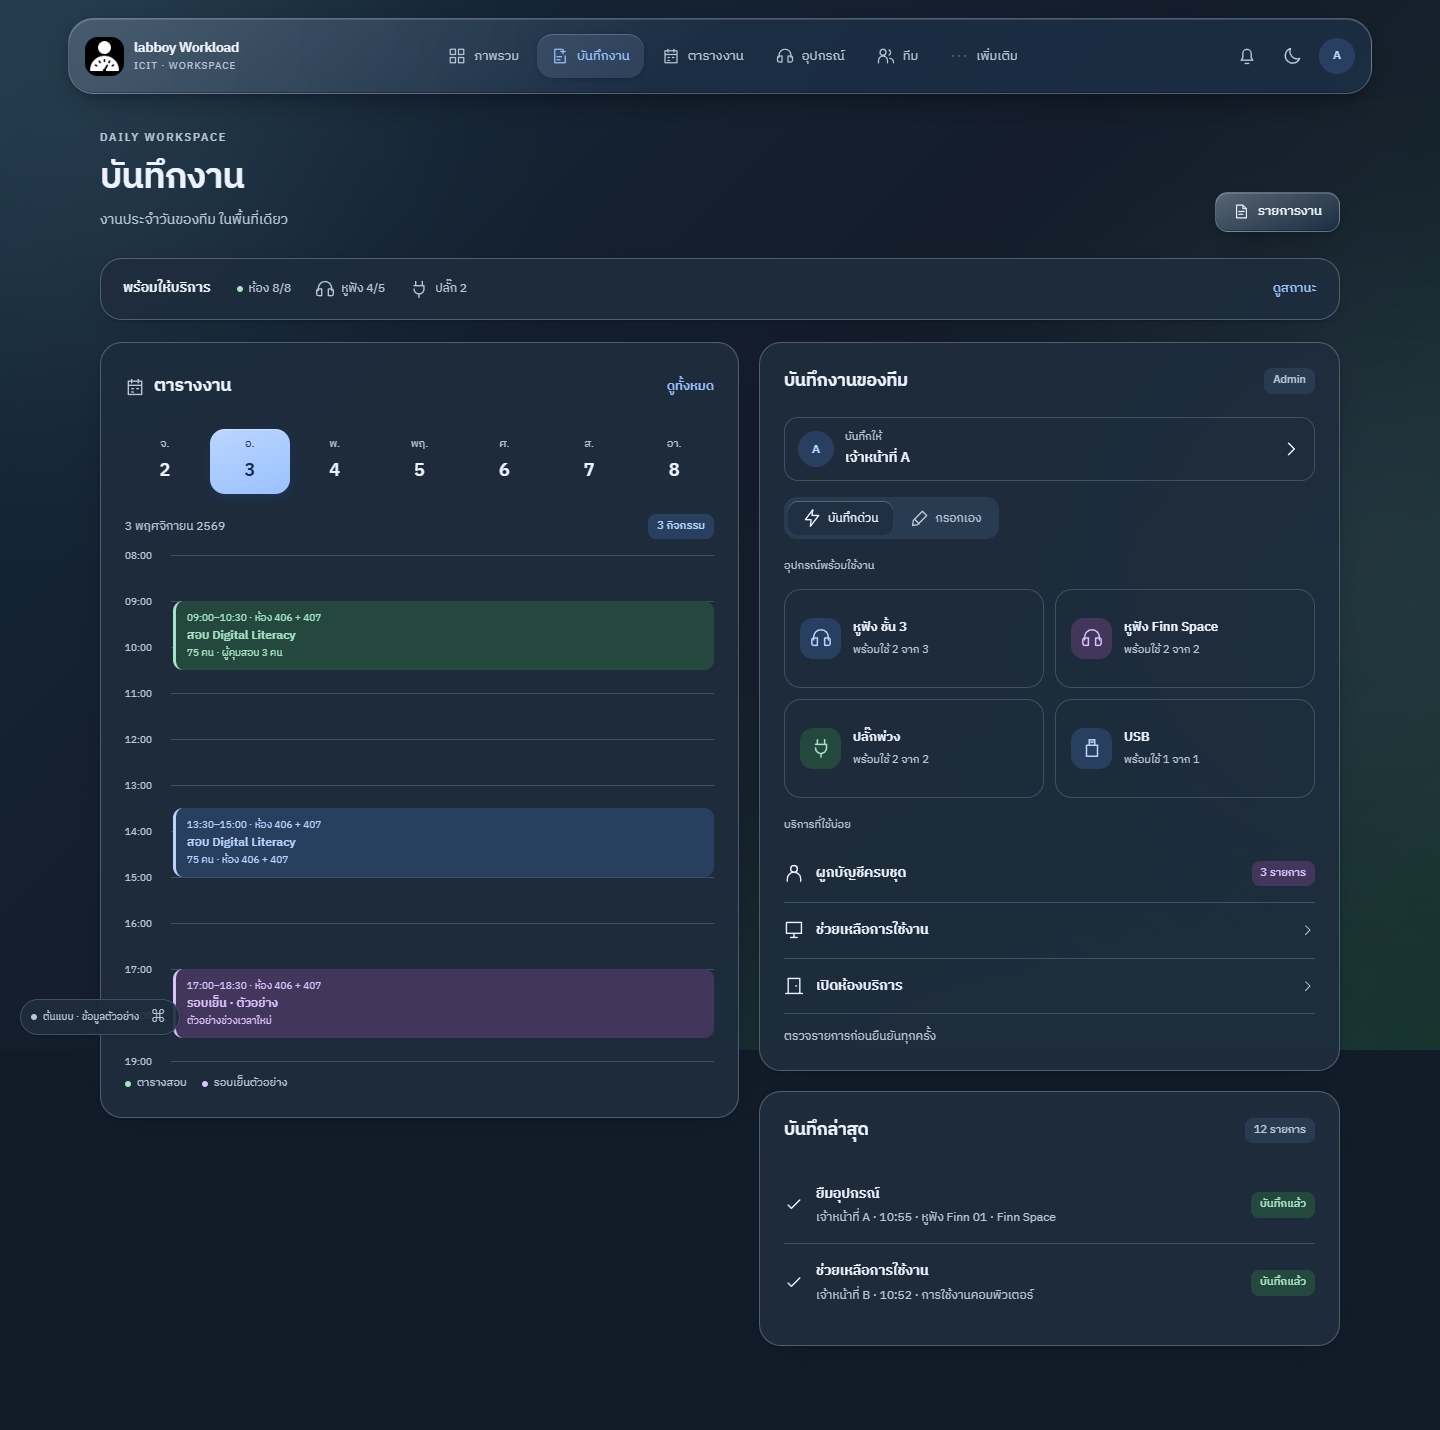 labboy Workload
ICIT · WORKSPACE
ภาพรวม
บันทึกงาน
ตารางงาน
อุปกรณ์
ทีม
··· เพิ่มเติม
A
DAILY WORKSPACE
บันทึกงาน
งานประจำวันของทีม ในพื้นที่เดียว
รายการงาน
พร้อมให้บริการ
ห้อง 8/8
หูฟัง 4/5
ปลั๊ก 2
ดูสถานะ
ตารางงาน
ดูทั้งหมด
จ. อ. พ. พฤ. ศ. ส. อา.
2 3 4 5 6 7 8
3 พฤศจิกายน 2569
3 กิจกรรม
08:00
09:00
09:00–10:30 · ห้อง 406 + 407
สอบ Digital Literacy
10:00
75 คน · ผู้คุมสอบ 3 คน
11:00
12:00
13:00
13:30–15:00 · ห้อง 406 + 407
14:00
สอบ Digital Literacy
75 คน · ห้อง 406 + 407
15:00
16:00
17:00
17:00–18:30 · ห้อง 406 + 407
รอบเย็น · ตัวอย่าง
ตัวอย่างช่วงเวลาใหม่
ต้นแบบ · ข้อมูลตัวอย่าง ⌘
19:00
ตารางสอบ
รอบเย็นตัวอย่าง
บันทึกงานของทีม
Admin
A
บันทึกให้
เจ้าหน้าที่ A
บันทึกด่วน
กรอกเอง
อุปกรณ์พร้อมใช้งาน
หูฟัง ชั้น 3
พร้อมใช้ 2 จาก 3
หูฟัง Finn Space
พร้อมใช้ 2 จาก 2
ปลั๊กพ่วง
พร้อมใช้ 2 จาก 2
USB
พร้อมใช้ 1 จาก 1
บริการที่ใช้บ่อย
ผูกบัญชีครบชุด
3 รายการ
ช่วยเหลือการใช้งาน
เปิดห้องบริการ
ตรวจรายการก่อนยืนยันทุกครั้ง
บันทึกล่าสุด
12 รายการ
ยืมอุปกรณ์
เจ้าหน้าที่ A · 10:55 · หูฟัง Finn 01 · Finn Space
บันทึกแล้ว
ช่วยเหลือการใช้งาน
เจ้าหน้าที่ B · 10:52 · การใช้งานคอมพิวเตอร์
บันทึกแล้ว